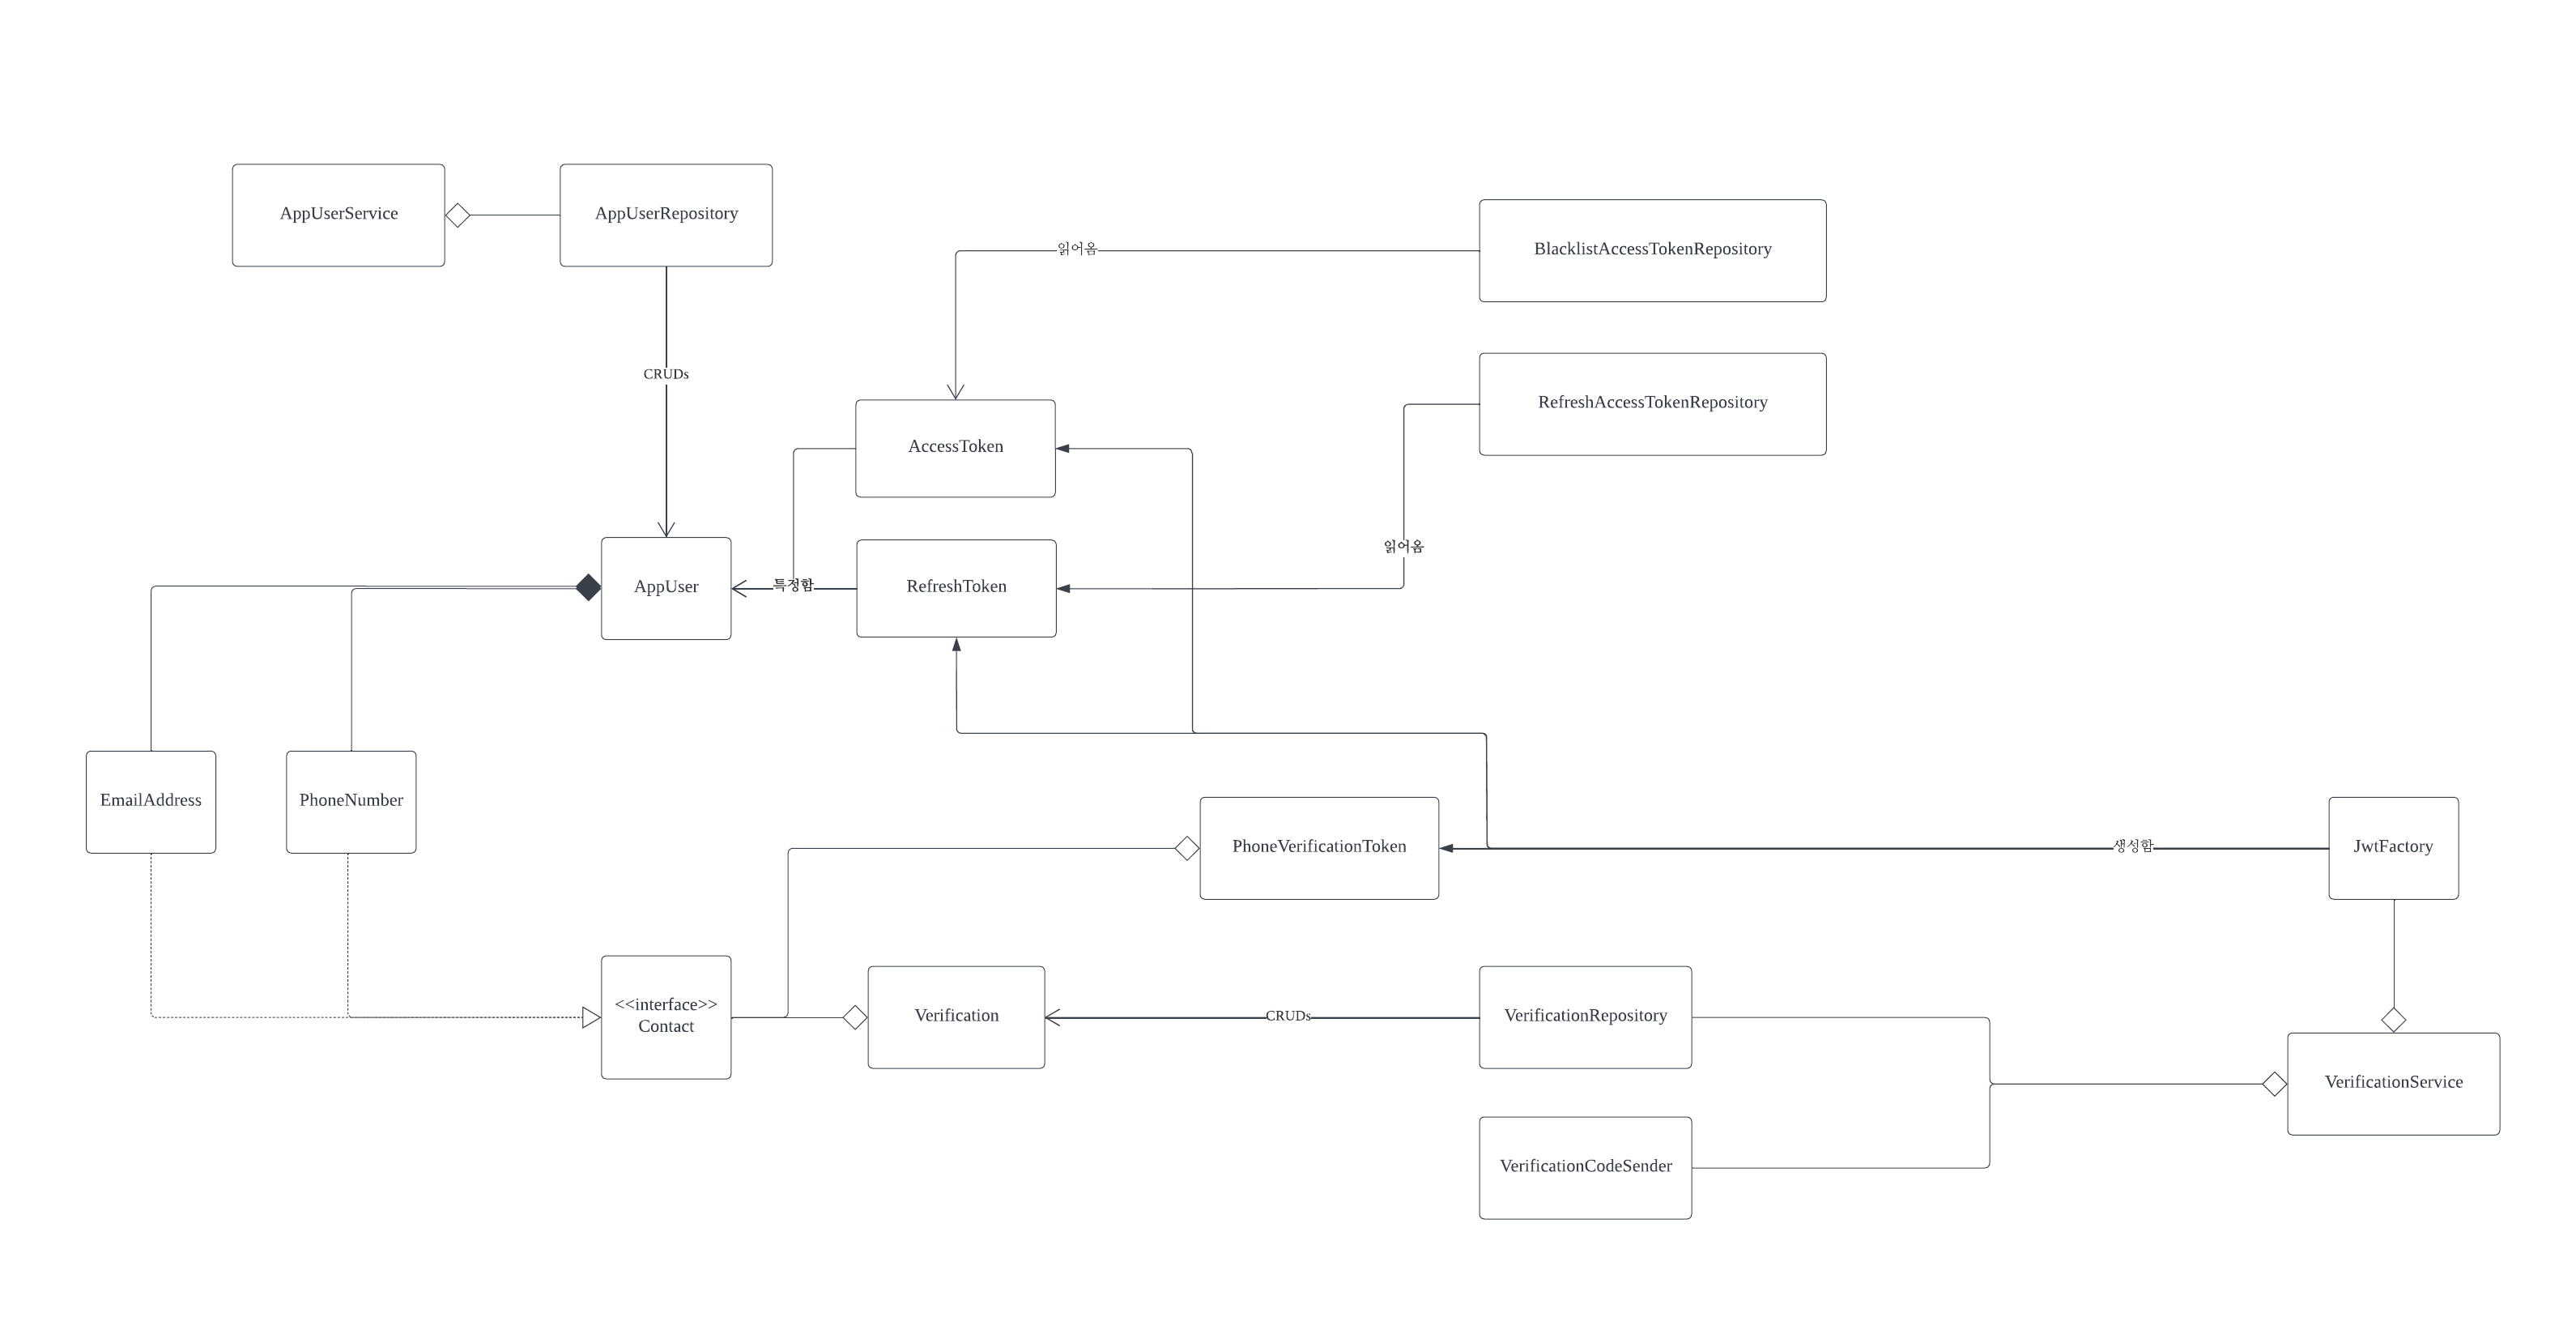 AppUserService
AppUserRepository
BlacklistAccessTokenRepository
읽어옴
CRUDs
RefreshAccessTokenRepository
AccessToken
읽어옴
AppUser
특정함
RefreshToken
EmailAddress
PhoneNumber
PhoneVerificationToken
생성함
JwtFactory
<<interface>>
Contact
Verification
CRUDs
VerificationRepository
VerificationService
VerificationCodeSender